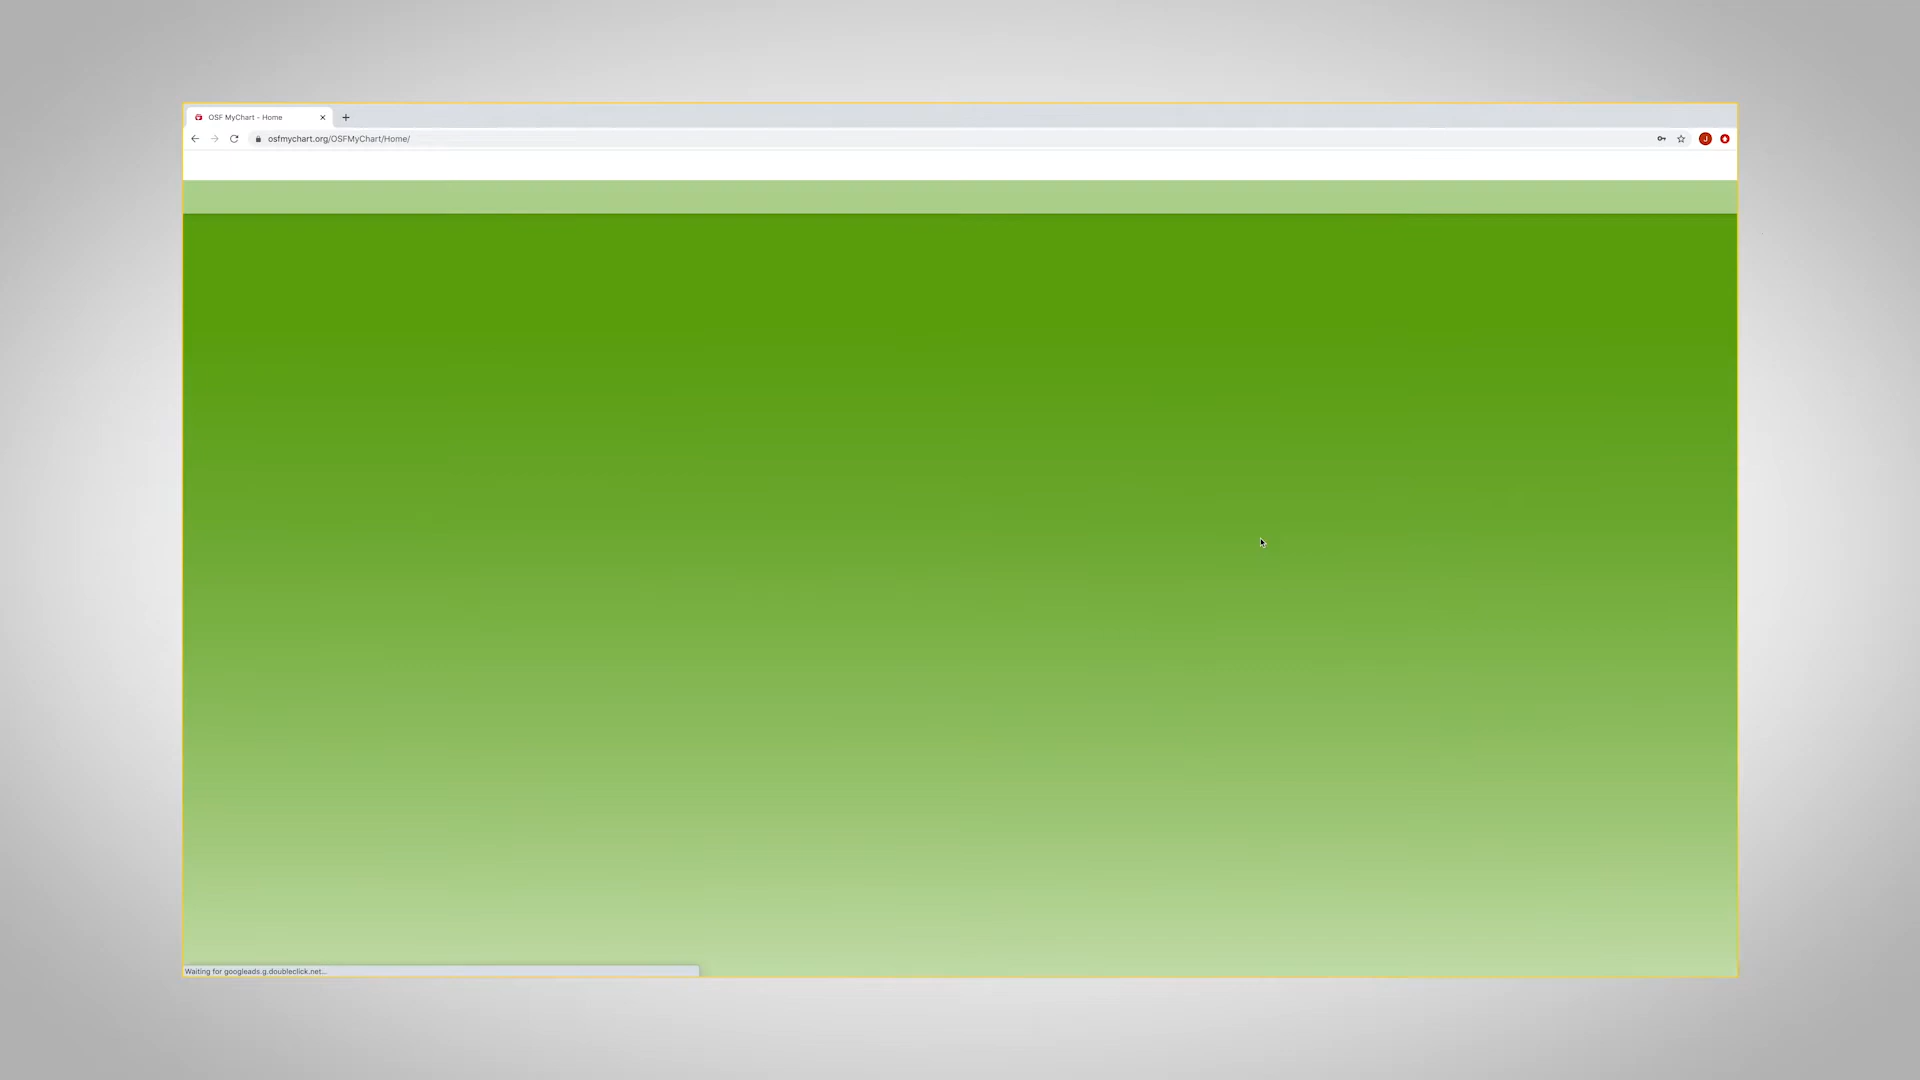 OSF MyChart - Home
osfmychart.org/OSFMyChart/Home/
J
Waiting for googleads.g.doubleclick.net...